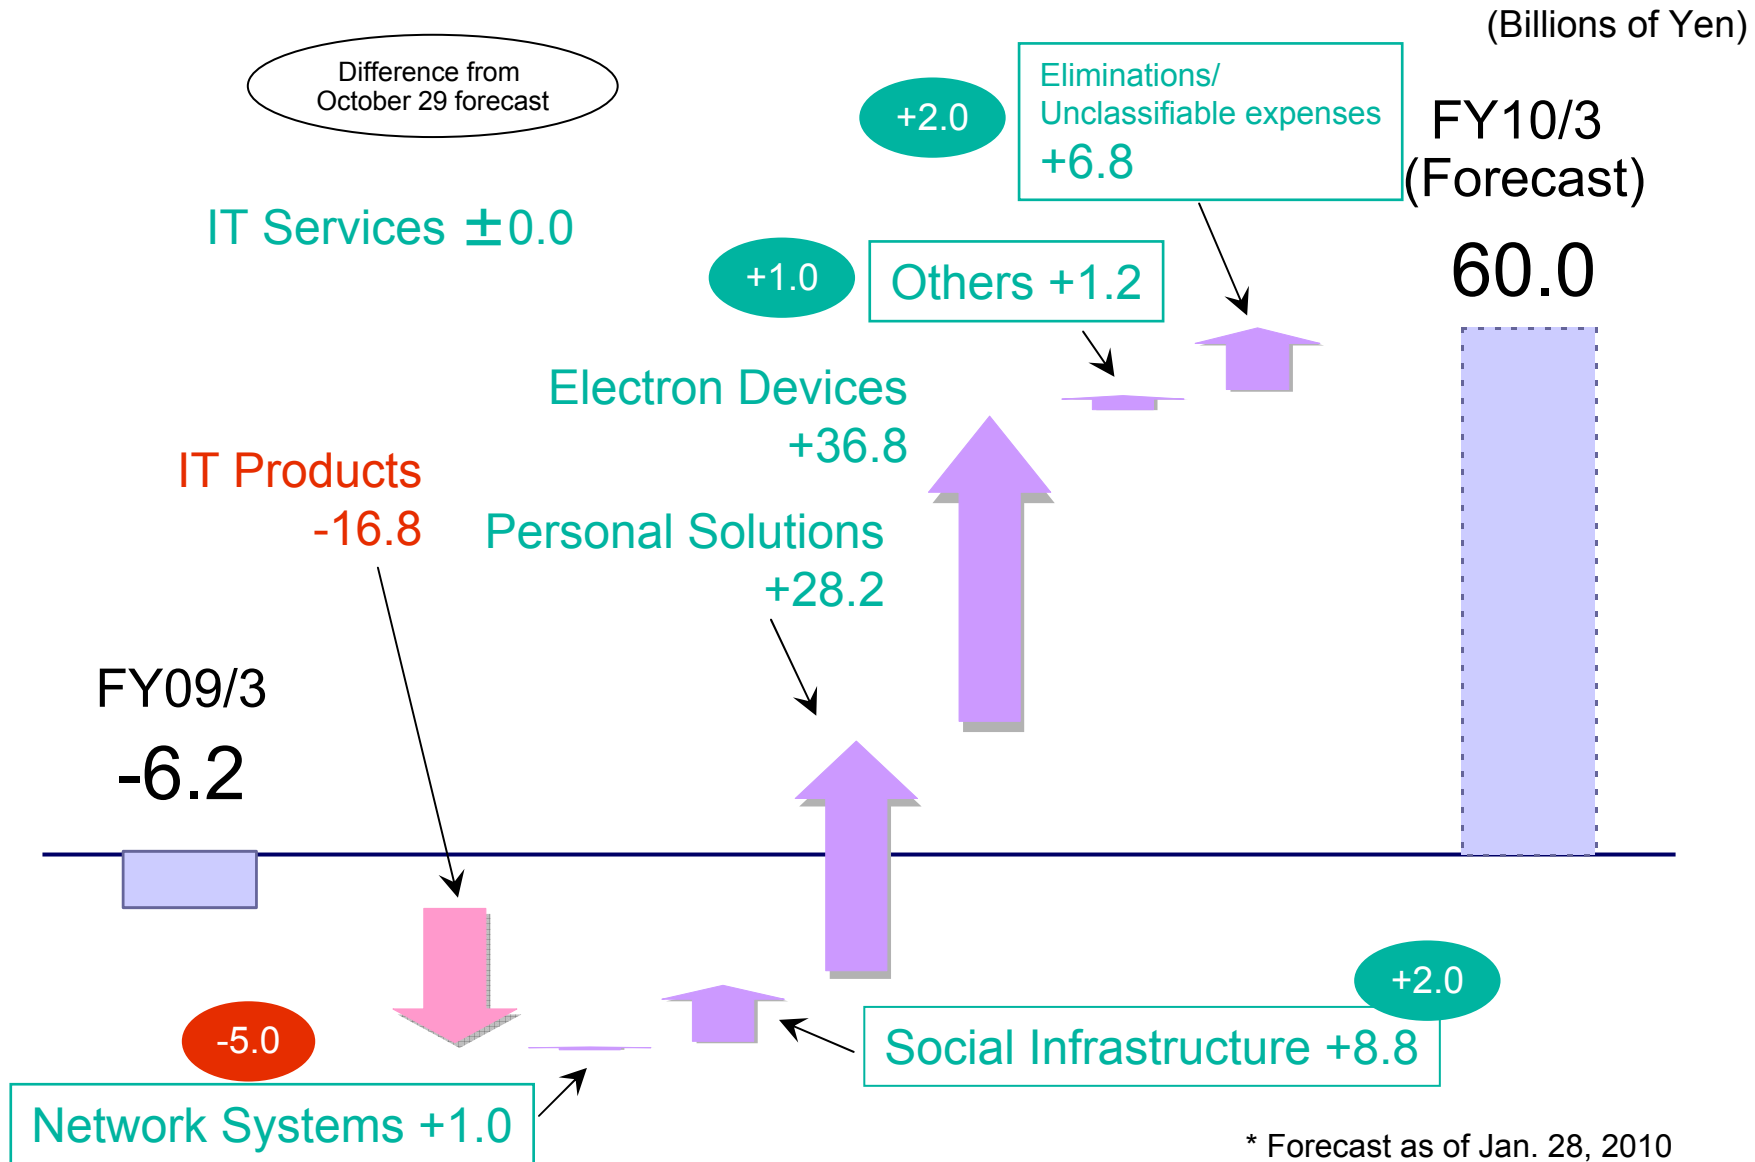 (Billions of Yen)
Difference from
October 29 forecast
+2.0
Eliminations/
Unclassifiable expenses
+6.8
FY10/3
(Forecast)
60.0
IT Services ±0.0
+1.0
Others +1.2
Electron Devices
+36.8
IT Products
-16.8
Personal Solutions
+28.2
FY09/3
-6.2
+2.0
Social Infrastructure +8.8
-5.0
Network Systems +1.0
* Forecast as of Jan. 28, 2010